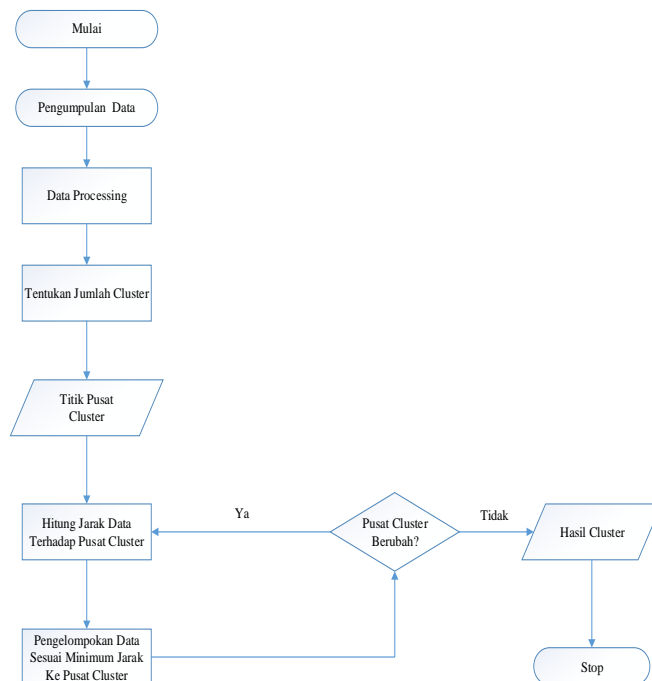 Mulai
Pengumpulan Data
Data Processing
Tentukan Jumlah Cluster
Titik Pusat
Cluster
Hitung Jarak Data
Terhadap Pusat Cluster
Pengelompokan Data
Sesuai Minimum Jarak
Ke Pusat Cluster
Pusat Cluster
Berubah?
Ya
Tidak
Hasil Cluster
Stop